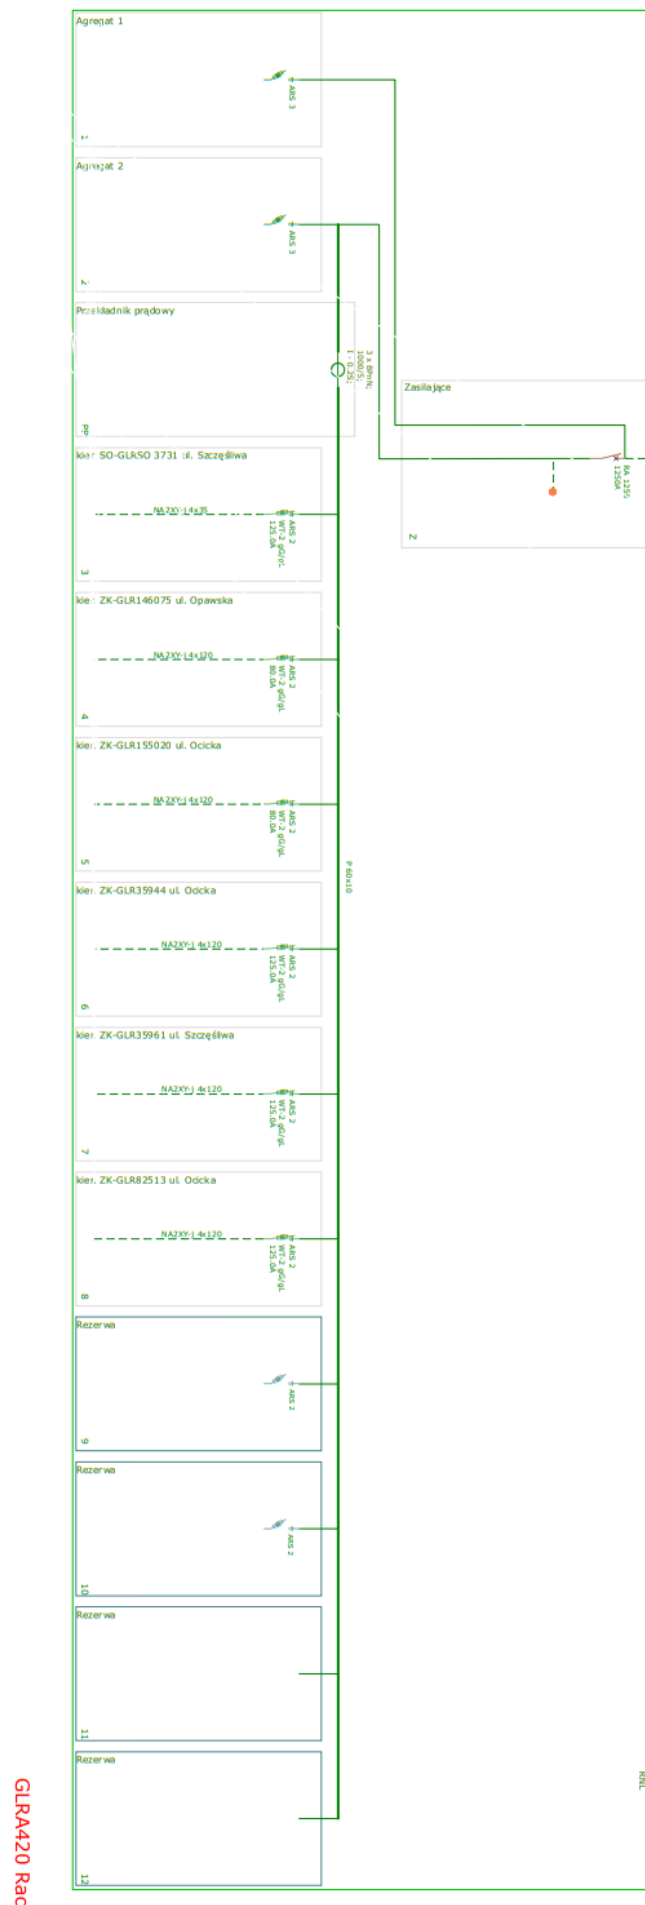 Agregat 1
ARS 3
1
Agregat 2
ARS 3
2
Przekładnik prądowy
3 x BPnN;
1000/5;
PP
Zasilające
RA 1250
1250A
Z
kier. SO-GLRSO 3731 ul. Szczęśliwa
NA2XY-J 4x35
ARS 2
WT-2 gG/gL
125.0A
3
kier. ZK-GLR146075 ul. Opawska
NA2XY-J 4x120
ARS 2
WT-2 gG/gL
80.0A
4
kier. ZK-GLR155020 ul. Ocicka
NA2XY-J 4x120
ARS 2
WT-2 gG/gL
80.0A
5
P 60x10
kier. ZK-GLR35944 ul. Ocicka
NA2XY-J 4x120
ARS 2
WT-2 gG/gL
125.0A
6
kier. ZK-GLR35961 ul. Szczęśliwa
NA2XY-J 4x120
ARS 2
WT-2 gG/gL
125.0A
7
kier. ZK-GLR82513 ul. Ocicka
NA2XY-J 4x120
ARS 2
WT-2 gG/gL
125.0A
8
Rezerwa
ARS 2
9
Rezerwa
ARS 2
10
Rezerwa
11
Rezerwa
12
RNL
GLRA420 Rac